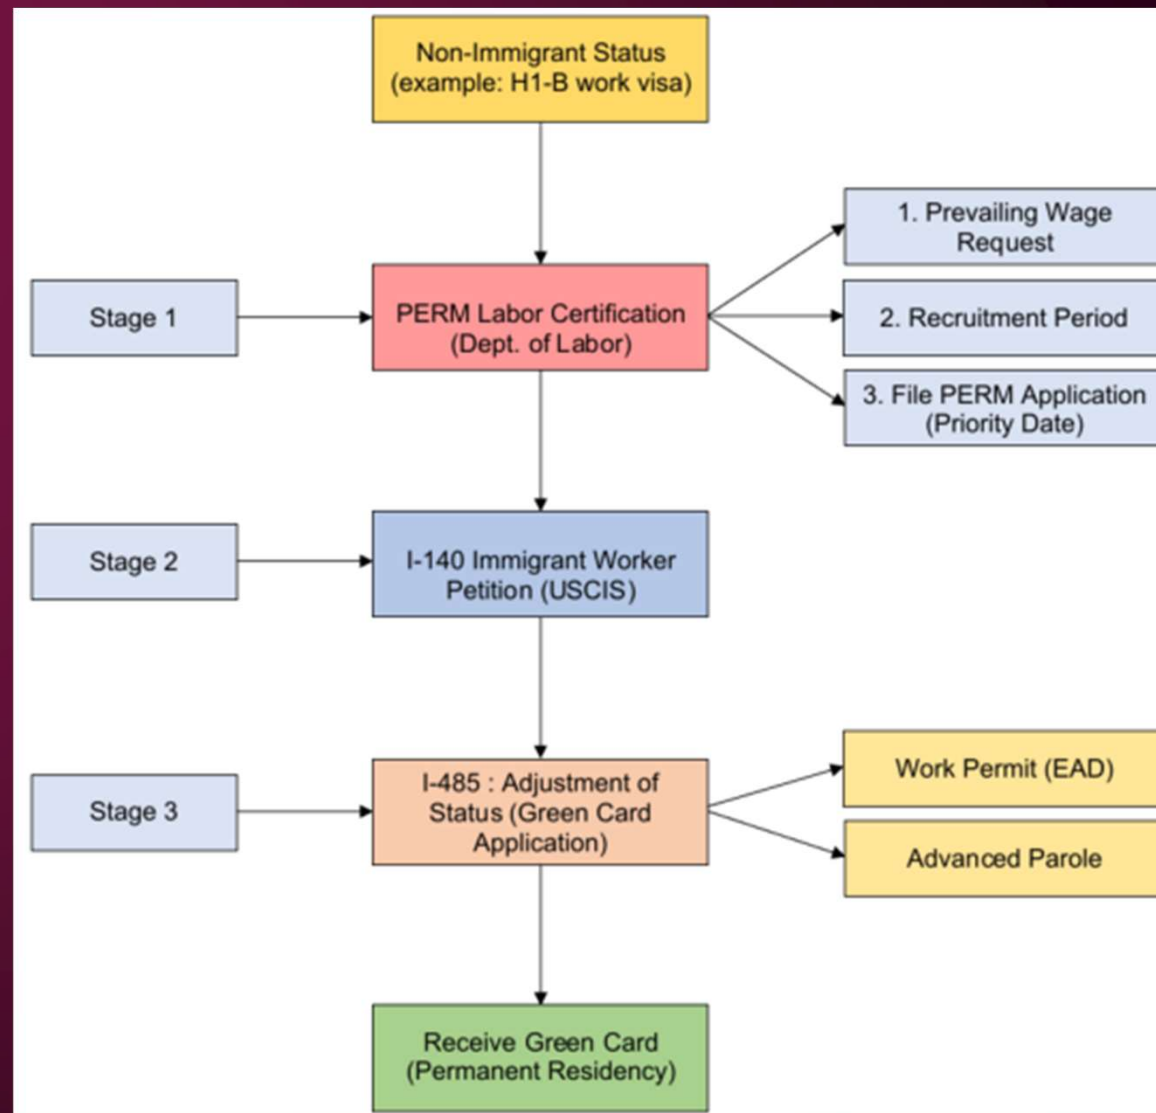 Non-Immigrant Status
(example: H1-B work visa)
1. Prevailing Wage
Request
Stage 1
PERM Labor Certification
(Dept. of Labor)
2. Recruitment Period
3. File PERM Application
(Priority Date)
Stage 2
I-140 Immigrant Worker
Petition (USCIS)
Stage 3
I-485 : Adjustment of
Status (Green Card
Application)
Work Permit (EAD)
Advanced Parole
Receive Green Card
(Permanent Residency)